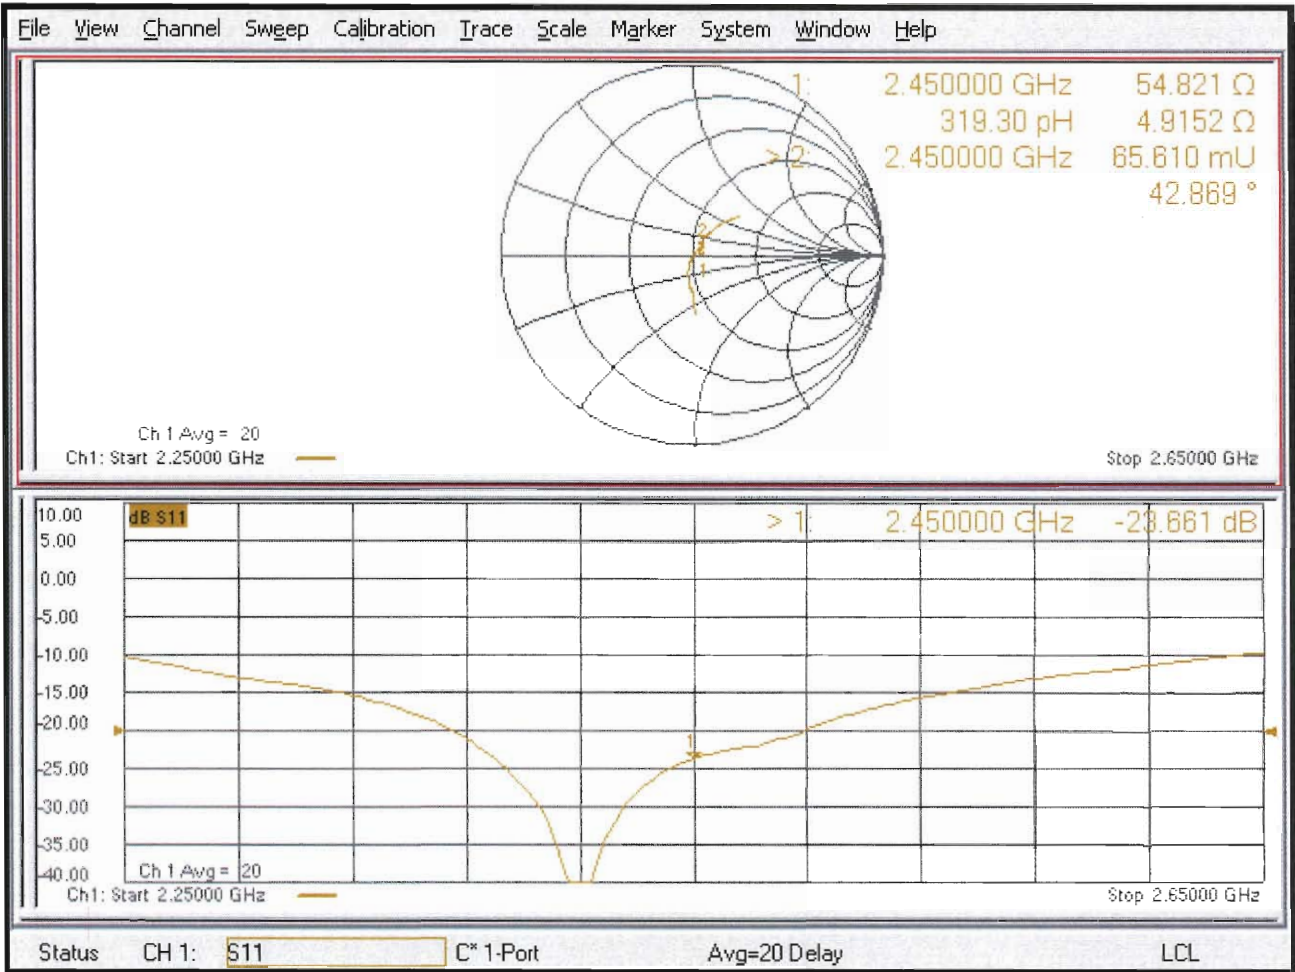 File View Channel Sweep Calibration Trace Scale Marker System Window Help
1: 2.450000 GHz 54.821 Ω
319.30 pH 4.9152 Ω
> 2: 2.450000 GHz 65.610 mU
42.869 °
2
1
Ch 1 Avg = 20
Ch1: Start 2.25000 GHz
Stop 2.65000 GHz
10.00
dB S11
> 1: 2.450000 GHz -23.661 dB
5.00
0.00
-5.00
-10.00
-15.00
-20.00
1
-25.00
-30.00
-35.00
-40.00
Ch 1 Avg = 20
Ch1: Start 2.25000 GHz
Stop 2.65000 GHz
Status CH 1: S11 C* 1-Port Avg=20 Delay LCL